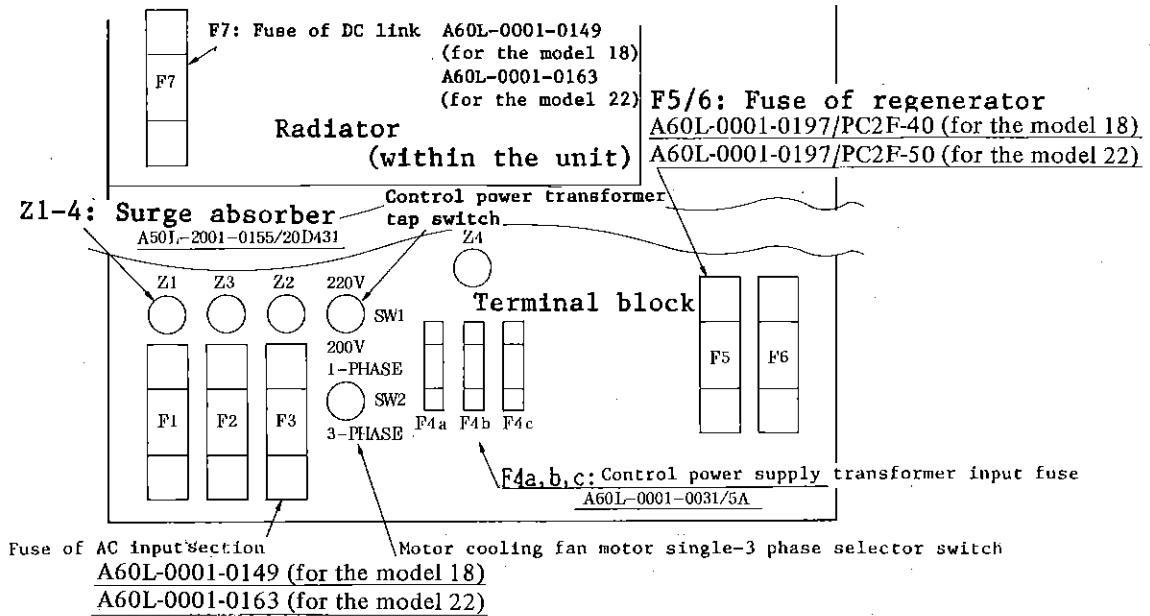 F7: Fuse of DC link A60L-0001-0149
(for the model 18)
A60L-0001-0163
(for the model 22)
F7
Radiator
(within the unit)
F5/6: Fuse of regenerator
A60L-0001-0197/PC2F-40 (for the model 18)
A60L-0001-0197/PC2F-50 (for the model 22)
Z1-4: Surge absorber
A50L-2001-0155/20D431
Control power transformer
tap switch
Z4
Z1 Z3 Z2 220V
SW1
Terminal block
200V
1-PHASE
SW2
3-PHASE
F1 F2 F3
F4a F4b F4c
F5 F6
F4a,b,c: Control power supply transformer input fuse
A60L-0001-0031/5A
Fuse of AC input section
Motor cooling fan motor single-3 phase selector switch
A60L-0001-0149 (for the model 18)
A60L-0001-0163 (for the model 22)